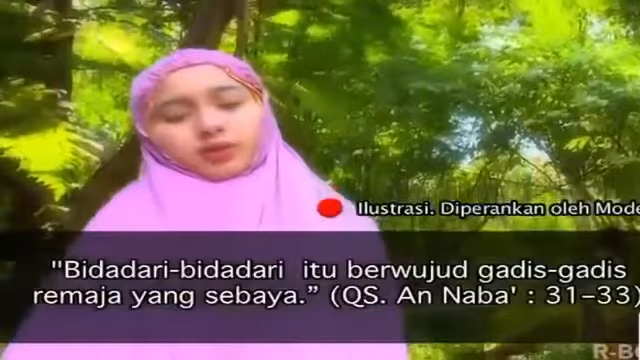 Ilustrasi. Diperankan oleh Mode
"Bidadari-bidadari itu berwujud gadis-gadis
remaja yang sebaya.” (QS. An Naba' : 31-33)